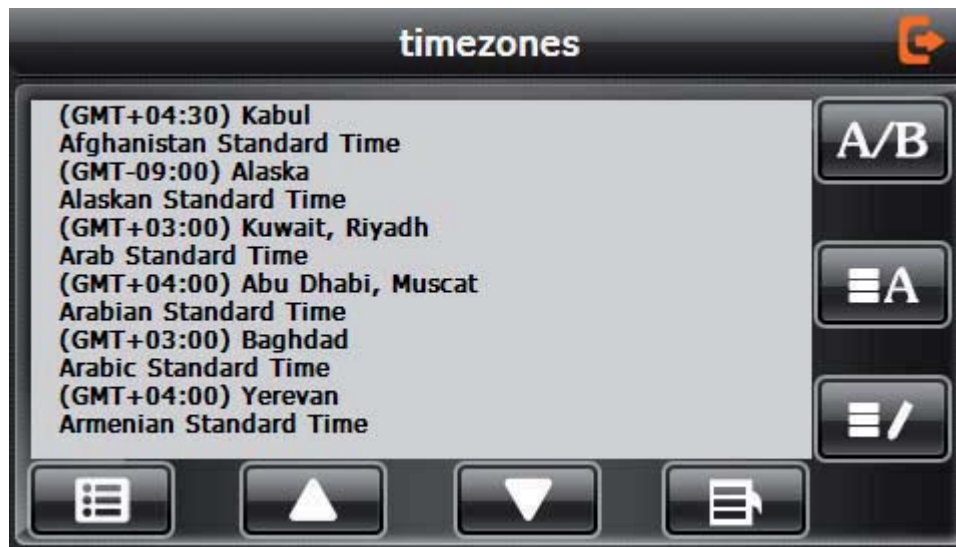 timezones
(GMT+04:30) Kabul
Afghanistan Standard Time
(GMT-09:00) Alaska
Alaskan Standard Time
(GMT+03:00) Kuwait, Riyadh
Arab Standard Time
(GMT+04:00) Abu Dhabi, Muscat
Arabian Standard Time
(GMT+03:00) Baghdad
Arabic Standard Time
(GMT+04:00) Yerevan
Armenian Standard Time
A/B
A